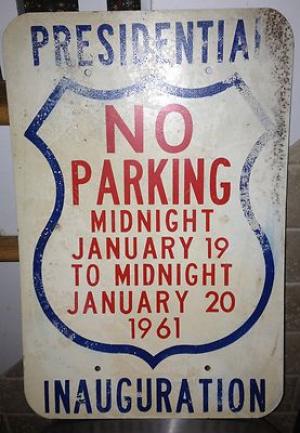 PRESIDENTIAL
NO
PARKING
MIDNIGHT
JANUARY 19
TO MIDNIGHT
JANUARY 20
1961
INAUGURATION